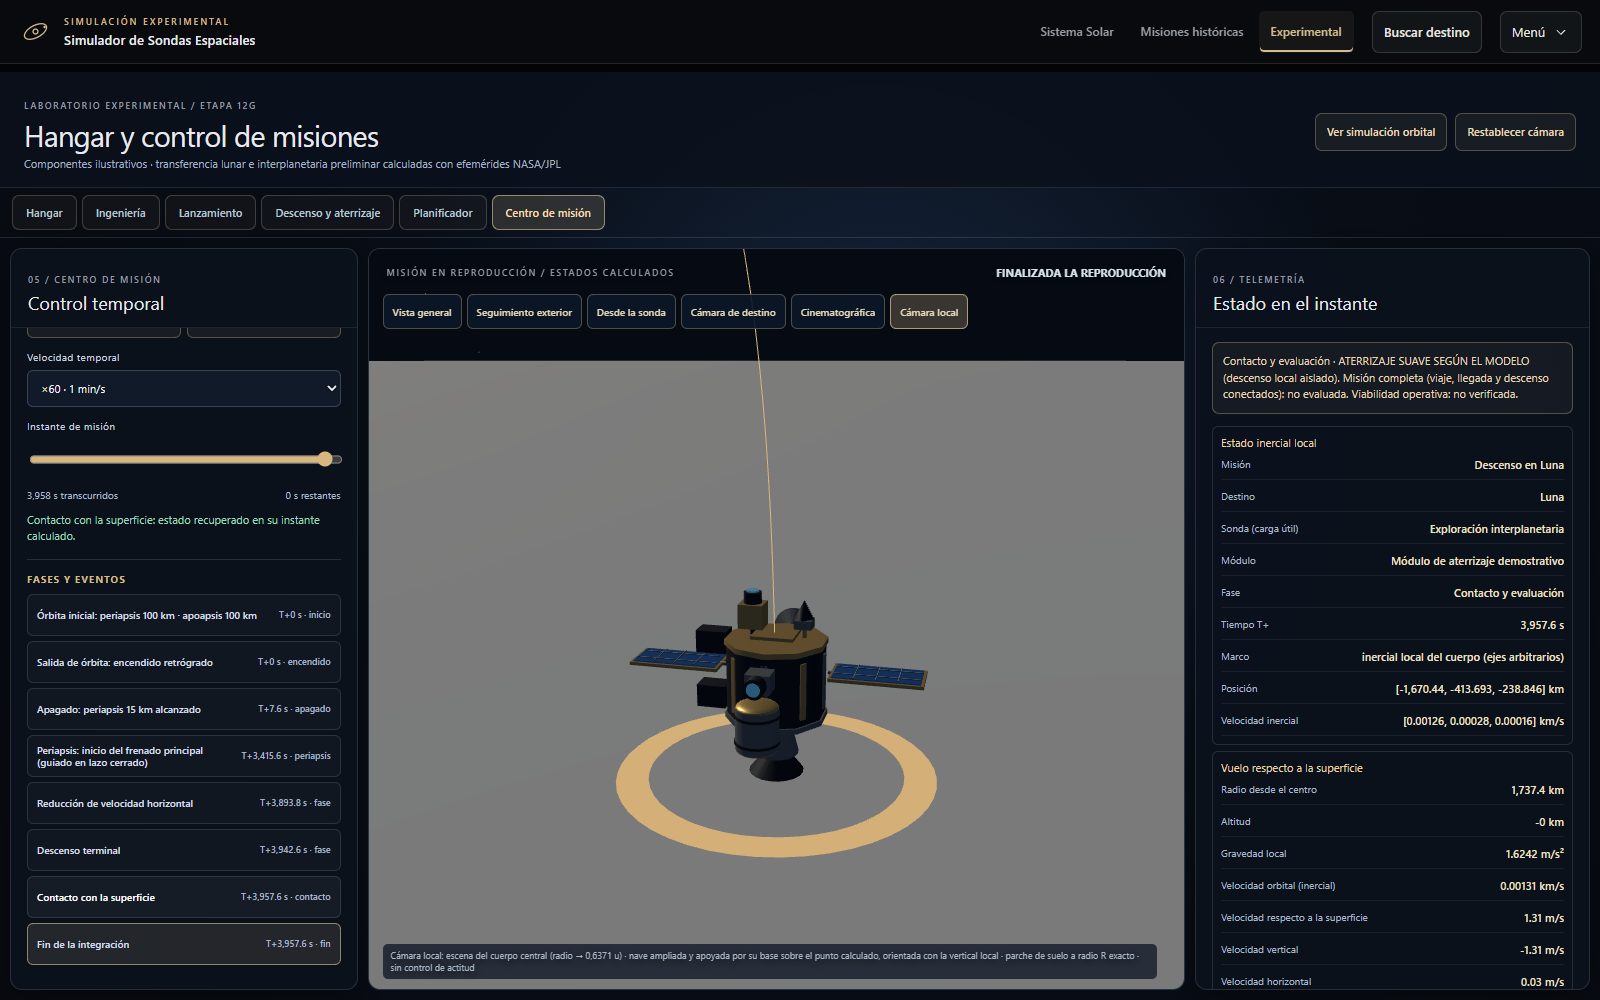 SIMULACIÓN EXPERIMENTAL
Simulador de Sondas Espaciales
Sistema Solar
Misiones históricas
Experimental
Buscar destino
Menú
LABORATORIO EXPERIMENTAL / ETAPA 12G
Hangar y control de misiones
Componentes ilustrativos · transferencia lunar e interplanetaria preliminar calculadas con efemérides NASA/JPL
Ver simulación orbital
Restablecer cámara
Hangar
Ingeniería
Lanzamiento
Descenso y aterrizaje
Planificador
Centro de misión
05 / CENTRO DE MISIÓN
Control temporal
Velocidad temporal
×60 · 1 min/s
Instante de misión
3,958 s transcurridos
0 s restantes
Contacto con la superficie: estado recuperado en su instante
calculado.
FASES Y EVENTOS
Órbita inicial: periapsis 100 km · apoapsis 100 km
T+0 s · inicio
Salida de órbita: encendido retrógrado
T+0 s · encendido
Apagado: periapsis 15 km alcanzado
T+7.6 s · apagado
Periapsis: inicio del frenado principal
(guiado en lazo cerrado)
T+3,415.6 s · periapsis
Reducción de velocidad horizontal
T+3,893.8 s · fase
Descenso terminal
T+3,942.6 s · fase
Contacto con la superficie
T+3,957.6 s · contacto
Fin de la integración
T+3,957.6 s · fin
MISIÓN EN REPRODUCCIÓN / ESTADOS CALCULADOS
FINALIZADA LA REPRODUCCIÓN
Vista general
Seguimiento exterior
Desde la sonda
Cámara de destino
Cinematográfica
Cámara local
Cámara local: escena del cuerpo central (radio → 0,6371 u) · nave ampliada y apoyada por su base sobre el punto calculado, orientada con la vertical local · parche de suelo a radio R exacto ·
sin control de actitud
06 / TELEMETRÍA
Estado en el instante
Contacto y evaluación · ATERRIZAJE SUAVE SEGÚN EL MODELO
(descenso local aislado). Misión completa (viaje, llegada y descenso
conectados): no evaluada. Viabilidad operativa: no verificada.
Estado inercial local
Misión
Descenso en Luna
Destino
Luna
Sonda (carga útil)
Exploración interplanetaria
Módulo
Módulo de aterrizaje demostrativo
Fase
Contacto y evaluación
Tiempo T+
3,957.6 s
Marco
inercial local del cuerpo (ejes arbitrarios)
Posición
[-1,670.44, -413.693, -238.846] km
Velocidad inercial
[0.00126, 0.00028, 0.00016] km/s
Vuelo respecto a la superficie
Radio desde el centro
1,737.4 km
Altitud
-0 km
Gravedad local
1.6242 m/s²
Velocidad orbital (inercial)
0.00131 km/s
Velocidad respecto a la superficie
1.31 m/s
Velocidad vertical
-1.31 m/s
Velocidad horizontal
0.03 m/s